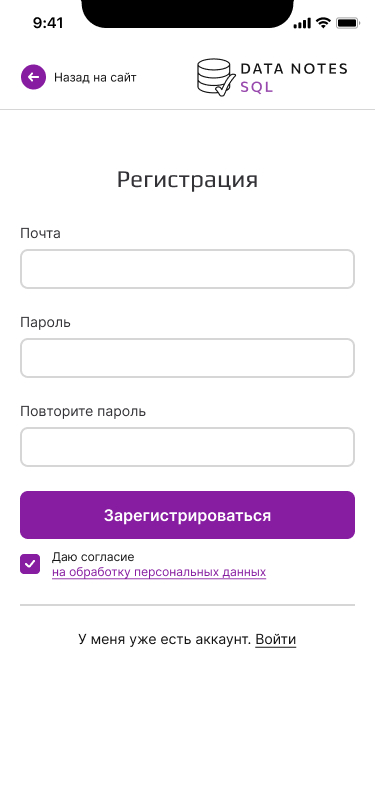 9:41
Назад на сайт
DATA NOTES
SQL
Регистрация
Почта
Пароль
Повторите пароль
Зарегистрироваться
Даю согласие
на обработку персональных данных
У меня уже есть аккаунт. Войти